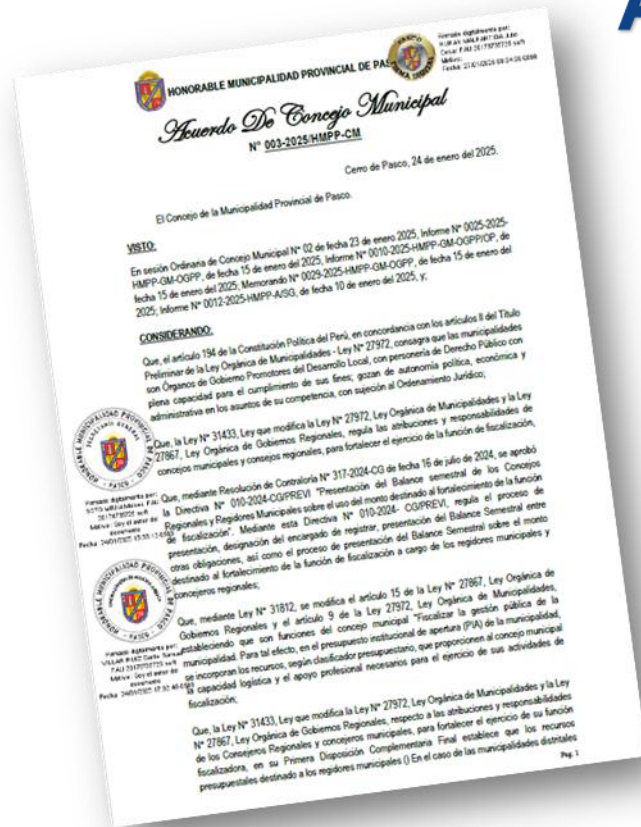 HONORABLE MUNICIPALIDAD PROVINCIAL DE
Acuerdo De Concejo Municipal
N° 003-2025/HMPP-CM
Cerro de Pasco, 24 de enero del 2025.
El Concejo de la Municipalidad Provincial de Pasco.
VISTO:
En sesión Ordinaria de Concejo Municipal N° 02 de fecha 23 de enero 2025, Informe N° 0025-2025-
HMPP-GM-OGPP, de fecha 15 de enero del 2025, Informe N° 0010-2025-HMPP-GM-OGPP/OP, de
fecha 15 de enero del 2025; Memorando N° 0029-2025-HMPP-GM-OGPP, de fecha 15 de enero del
2025; Informe N° 0012-2025-HMPP-A/SG, de fecha 10 de enero del 2025, y;
CONSIDERANDO:
Que, el artículo 194 de la Constitución Política del Perú, en concordancia con los artículos II del Título
Preliminar de la Ley Orgánica de Municipalidades - Ley N° 27972, consagra que las municipalidades
son Órganos de Gobierno Promotores del Desarrollo Local, con personería de Derecho Público con
plena capacidad para el cumplimiento de sus fines; gozan de autonomía política, económica y
administrativa en los asuntos de su competencia, con sujeción al Ordenamiento Jurídico;
Que, la Ley N° 31433, Ley que modifica la Ley N° 27972, Ley Orgánica de Municipalidades y la Ley
27867, Ley Orgánica de Gobiernos Regionales, regula las atribuciones y responsabilidades de
concejos municipales y consejos regionales, para fortalecer el ejercicio de la función de fiscalización,
Que, mediante Resolución de Contraloría N° 317-2024-CG de fecha 16 de julio de 2024, se aprobó
la Directiva N° 010-2024-CG/PREVI "Presentación del Balance semestral de los Concejos
Regionales y Regidores Municipales sobre el uso del monto destinado al fortalecimiento de la función
de fiscalización". Mediante esta Directiva N° 010-2024- CG/PREVI, regula el proceso de
presentación, designación del encargado de registrar, presentación del Balance Semestral entre
otras obligaciones, así como el proceso de presentación del Balance Semestral sobre el monto
destinado al fortalecimiento de la función de fiscalización a cargo de los regidores municipales y
concejeros regionales;
Que, mediante Ley N° 31812, se modifica el artículo 15 de la Ley N° 27867, Ley Orgánica de
Gobiernos Regionales y el artículo 9 de la Ley 27972, Ley Orgánica de Municipalidades,
estableciendo que son funciones del concejo municipal "Fiscalizar la gestión pública de la
municipalidad. Para tal efecto, en el presupuesto institucional de apertura (PIA) de la municipalidad,
se incorporan los recursos, según clasificador presupuestario, que proporcionen al concejo municipal
la capacidad logística y el apoyo profesional necesarios para el ejercicio de sus actividades de
fiscalización;
Que, la Ley N° 31433, Ley que modifica la Ley N° 27972, Ley Orgánica de Municipalidades y la Ley
N° 27867, Ley Orgánica de Gobiernos Regionales, respecto a las atribuciones y responsabilidades
de los Consejeros Regionales y concejeros municipales, para fortalecer el ejercicio de su función
fiscalizadora, en su Primera Disposición Complementaria Final establece que los recursos
presupuestales destinado a los regidores municipales () En el caso de las municipalidades distritales
Pág. 1